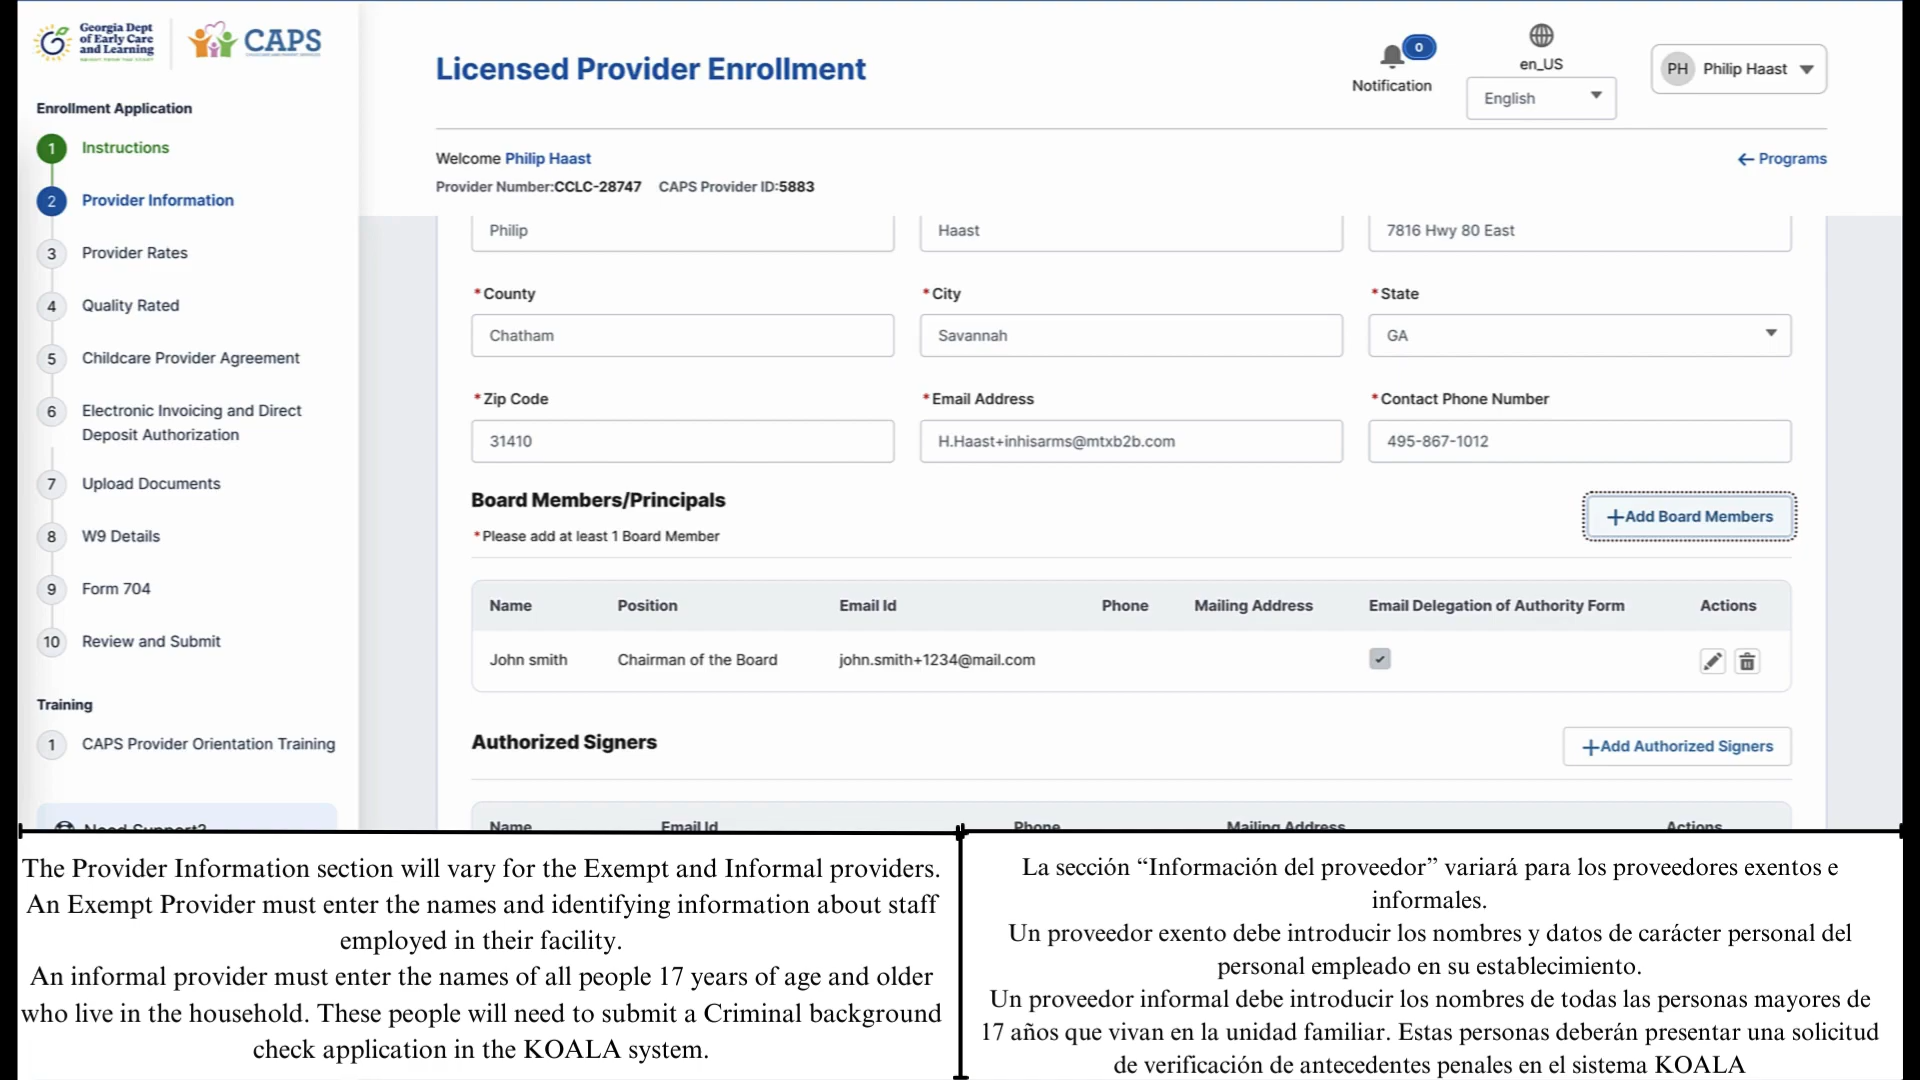 Georgia Dept
of Early Care
and Learning
CAPS
Licensed Provider Enrollment
0
Notification
en_US
English
PH Philip Haast
Enrollment Application
1 Instructions
2 Provider Information
3 Provider Rates
4 Quality Rated
5 Childcare Provider Agreement
6 Electronic Invoicing and Direct
Deposit Authorization
7 Upload Documents
8 W9 Details
9 Form 704
10 Review and Submit
Training
1 CAPS Provider Orientation Training
Need Support?
Welcome Philip Haast
Programs
Provider Number:CCLC-28747 CAPS Provider ID:5883
Philip Haast 7816 Hwy 80 East
*County *City *State
Chatham Savannah GA
*Zip Code *Email Address *Contact Phone Number
31410 H.Haast+inhisarms@mtxb2b.com 495-867-1012
Board Members/Principals
+Add Board Members
*Please add at least 1 Board Member
Name Position Email Id Phone Mailing Address Email Delegation of Authority Form Actions
John smith Chairman of the Board john.smith+1234@mail.com
Authorized Signers
+Add Authorized Signers
Name Email Id Phone Mailing Address Actions
The Provider Information section will vary for the Exempt and Informal providers.
An Exempt Provider must enter the names and identifying information about staff
employed in their facility.
An informal provider must enter the names of all people 17 years of age and older
who live in the household. These people will need to submit a Criminal background
check application in the KOALA system.
La sección “Información del proveedor” variará para los proveedores exentos e
informales.
Un proveedor exento debe introducir los nombres y datos de carácter personal del
personal empleado en su establecimiento.
Un proveedor informal debe introducir los nombres de todas las personas mayores de
17 años que vivan en la unidad familiar. Estas personas deberán presentar una solicitud
de verificación de antecedentes penales en el sistema KOALA